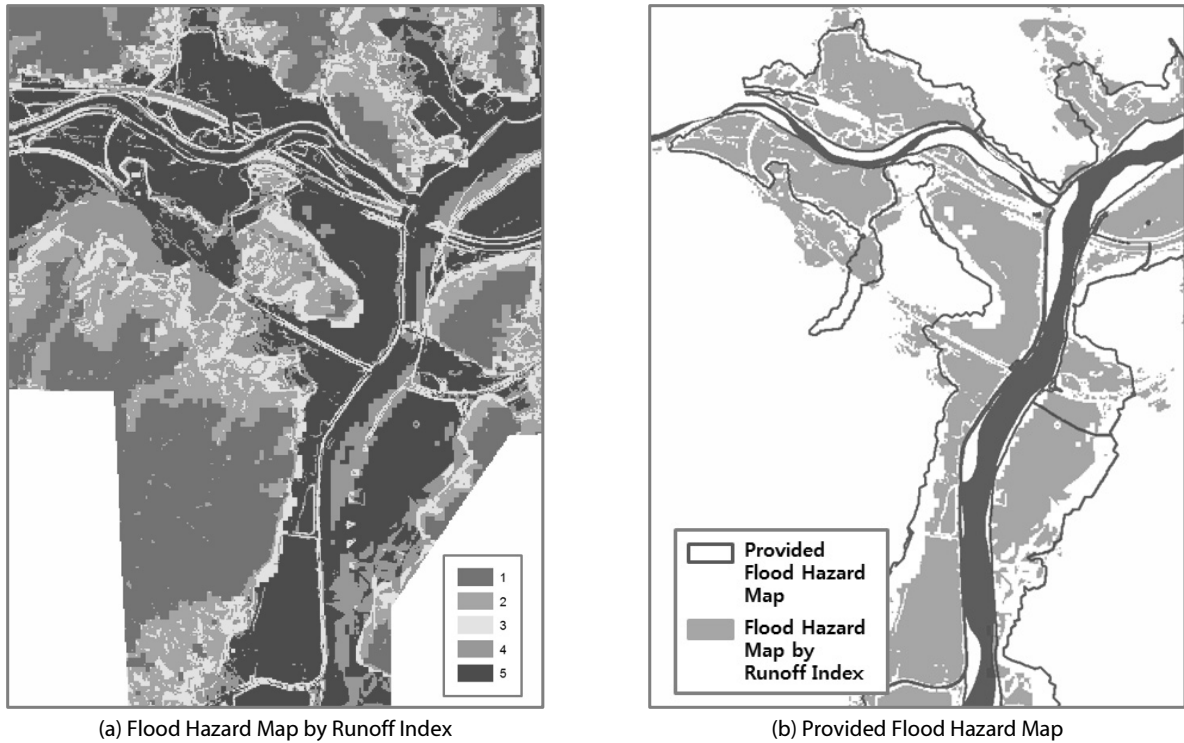 1
2
3
4
5
Provided
Flood Hazard
Map
Flood Hazard
Map by
Runoff Index
(a) Flood Hazard Map by Runoff Index
(b) Provided Flood Hazard Map